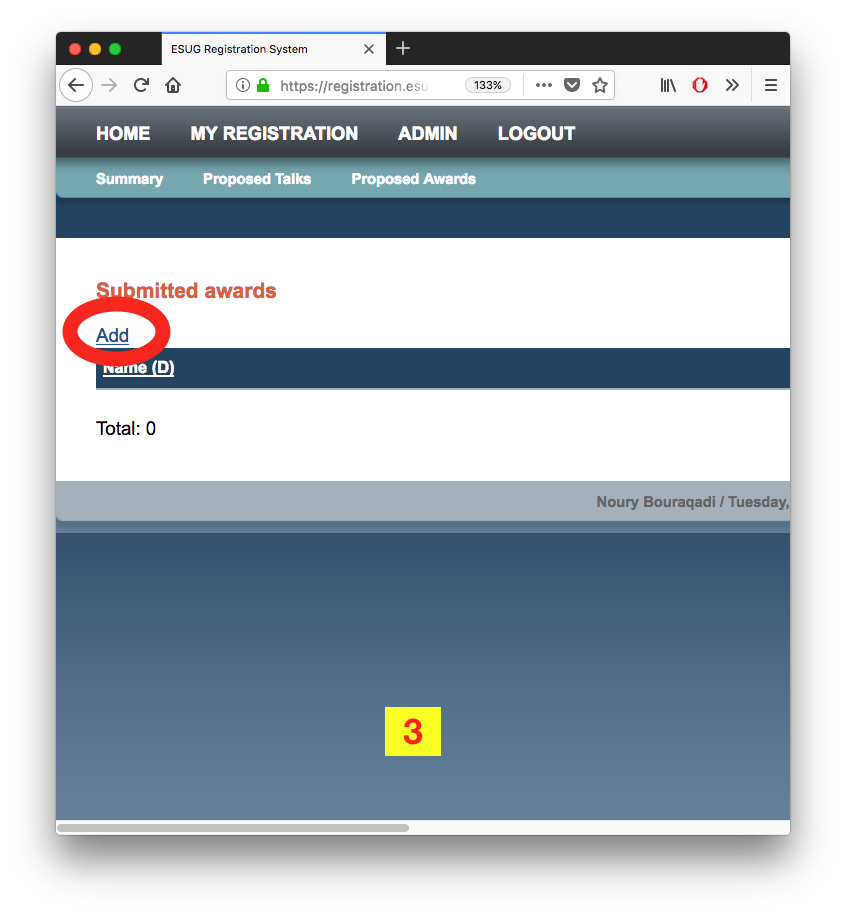 ESUG Registration System
https://registration.esu
133%
HOME MY REGISTRATION ADMIN LOGOUT
Summary Proposed Talks Proposed Awards
Submitted awards
Add
Name (D)
Total: 0
Noury Bouraqadi / Tuesday,
3